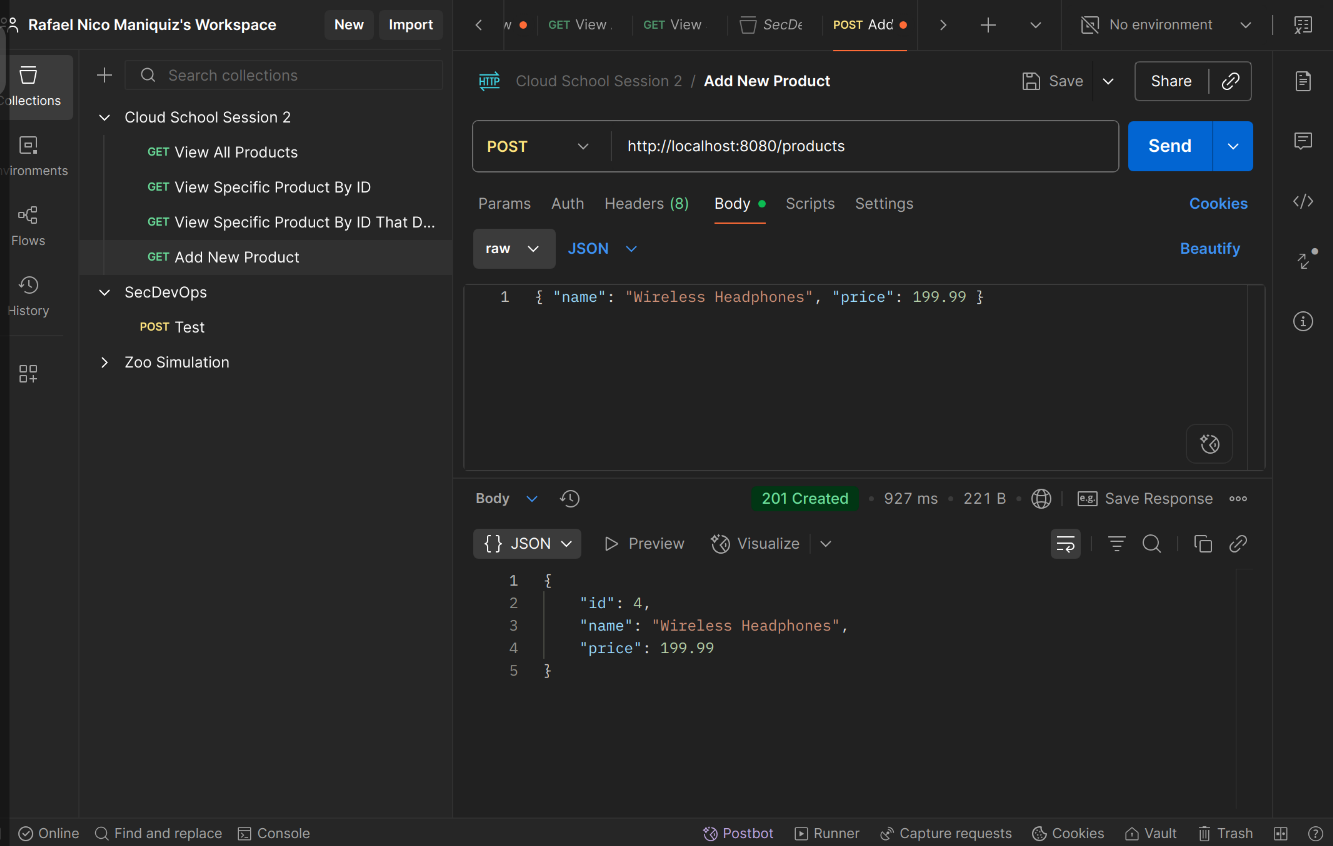 Rafael Nico Maniquiz's Workspace
New
Import
GET View
GET View
SecDe
POST Add
No environment
Collections
Search collections
Cloud School Session 2
GET View All Products
GET View Specific Product By ID
GET View Specific Product By ID That D...
GET Add New Product
SecDevOps
POST Test
Zoo Simulation
Environments
Flows
History
HTTP
Cloud School Session 2 / Add New Product
Save
Share
POST
http://localhost:8080/products
Send
Params
Auth
Headers (8)
Body
Scripts
Settings
Cookies
raw
JSON
Beautify
1 { "name": "Wireless Headphones", "price": 199.99 }
Body
201 Created
927 ms
221 B
e.g.
Save Response
{} JSON
Preview
Visualize
1 {
2 "id": 4,
3 "name": "Wireless Headphones",
4 "price": 199.99
5 }
Online
Find and replace
Console
Postbot
Runner
Capture requests
Cookies
Vault
Trash